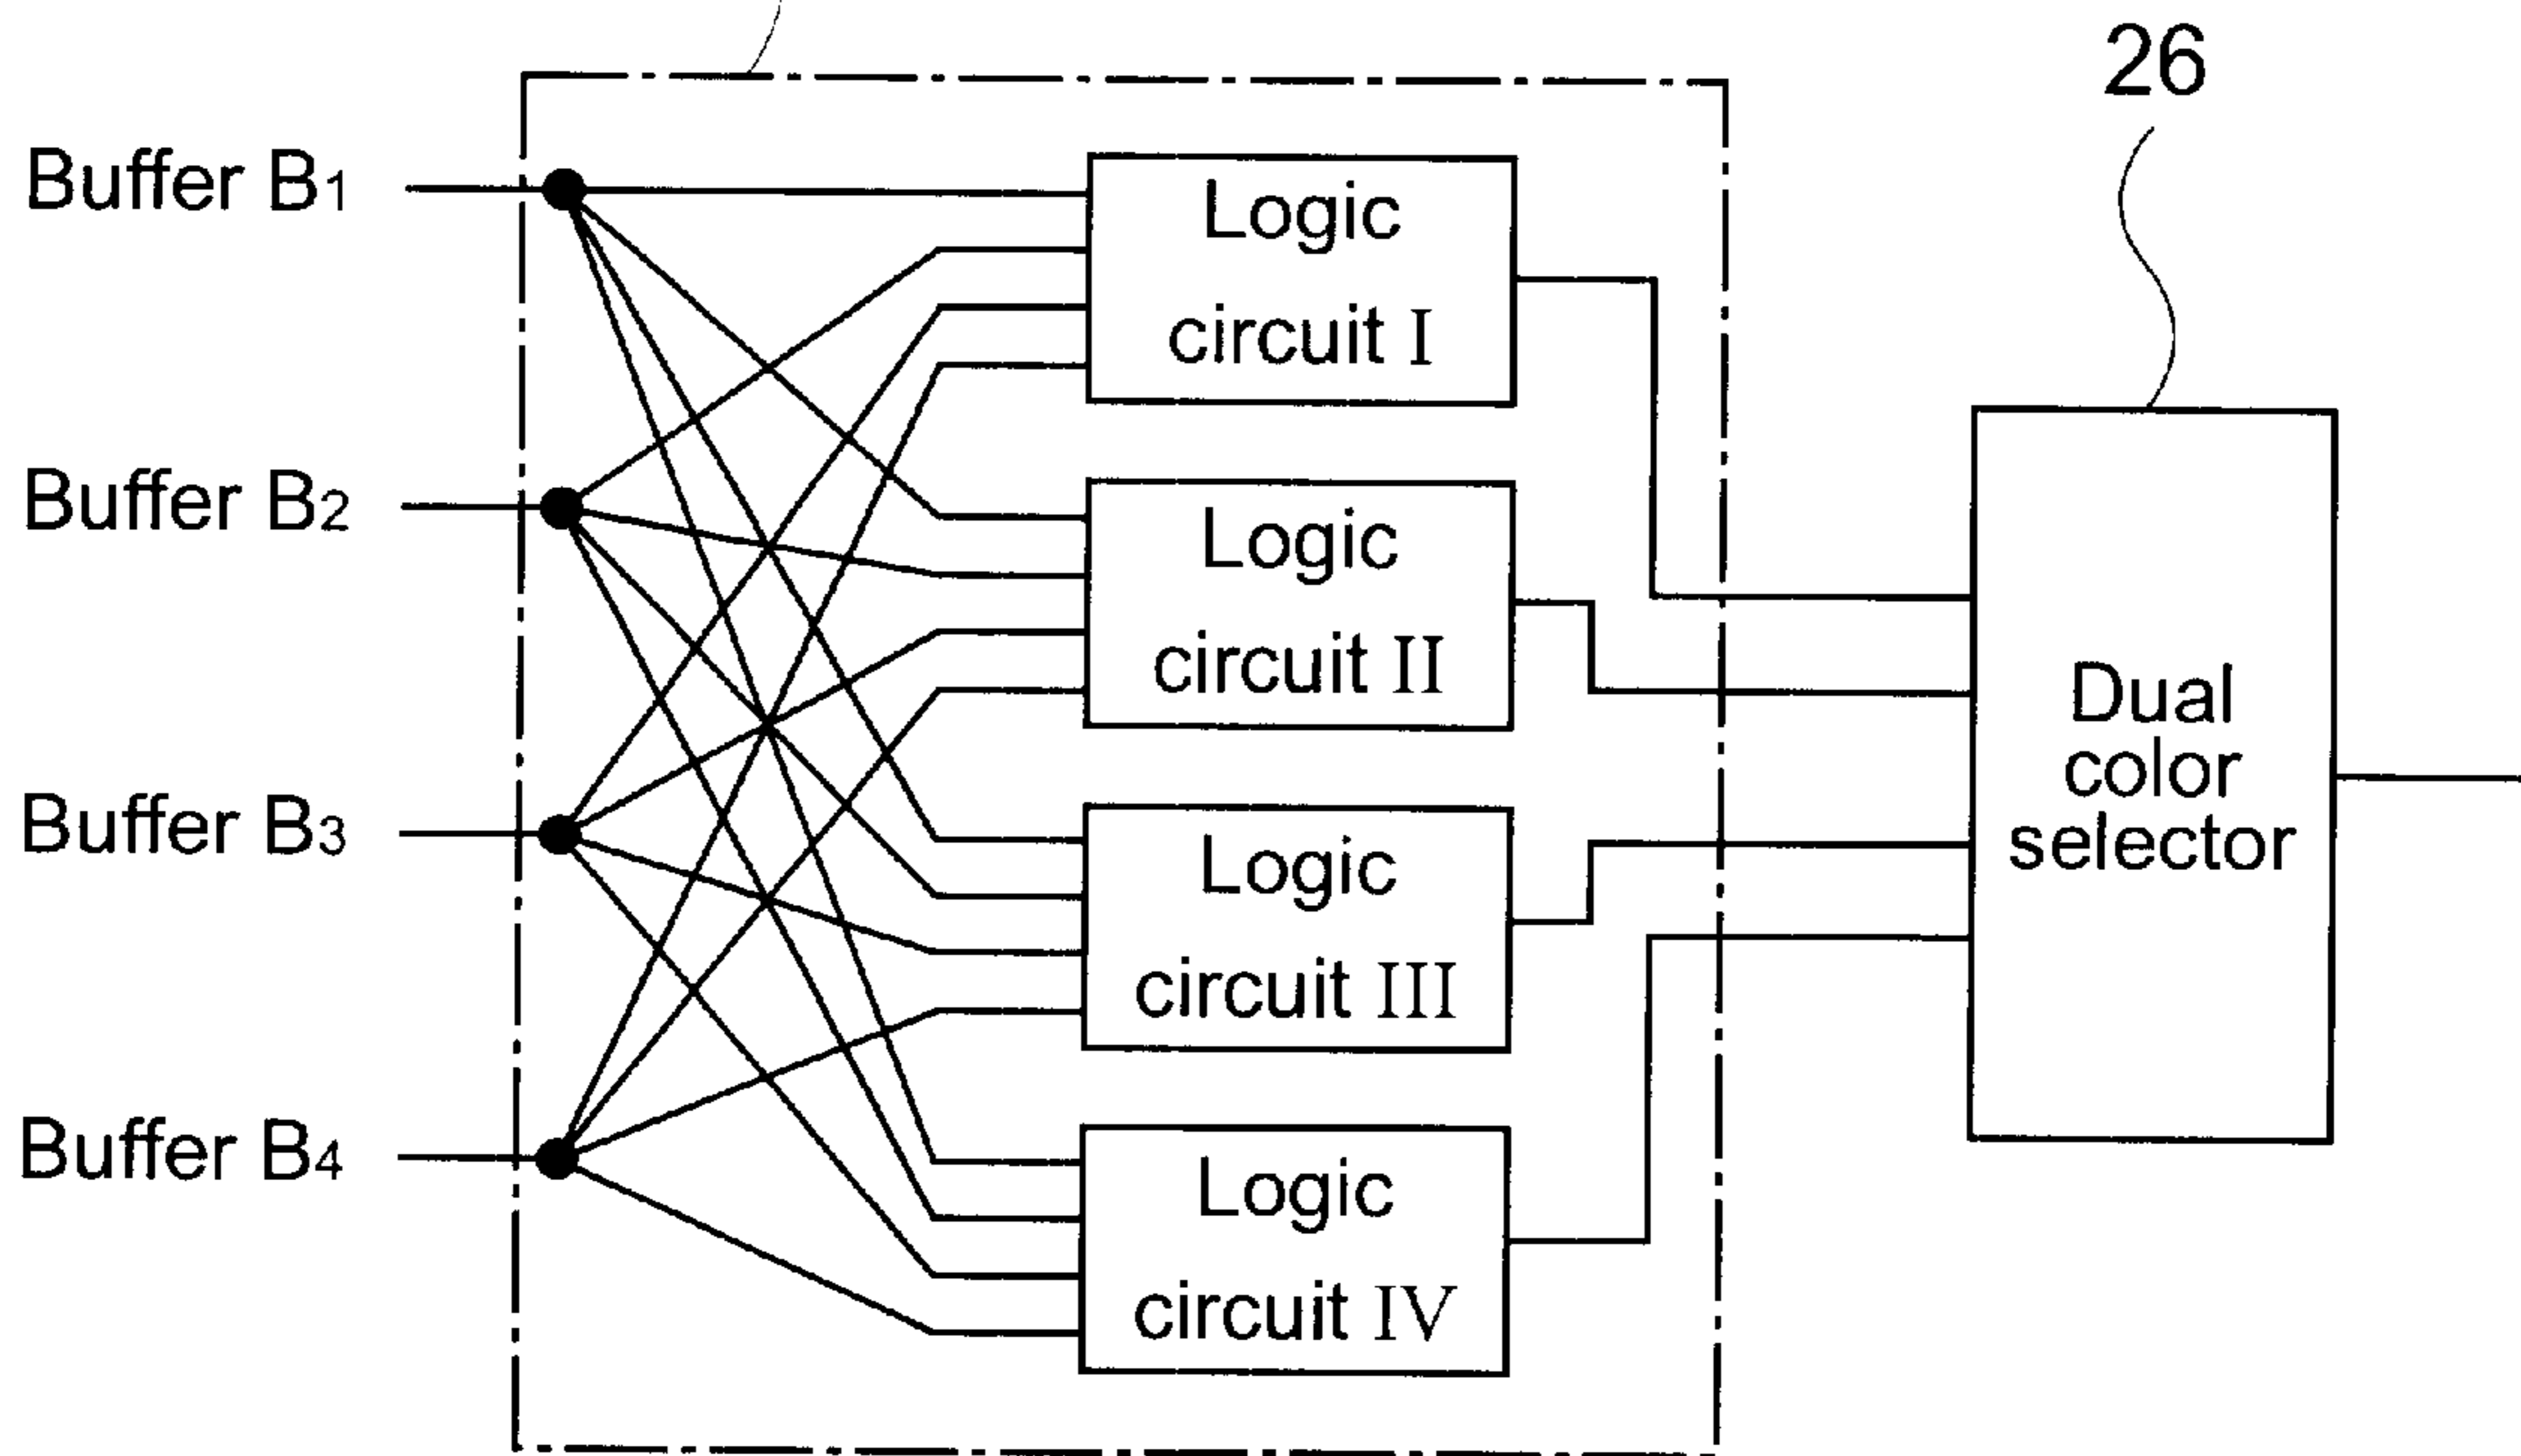 26
Buffer B1
Buffer B2
Buffer B3
Buffer B4
Logic
circuit I
Logic
circuit II
Logic
circuit III
Logic
circuit IV
Dual
color
selector